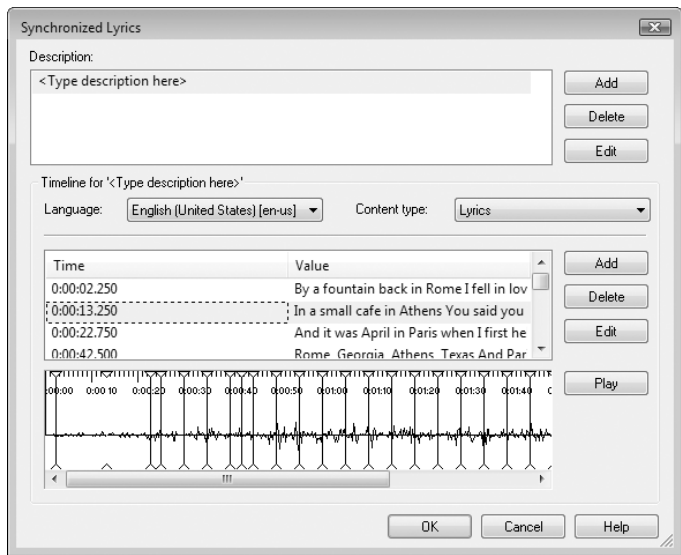 Synchronized Lyrics
Description:
<Type description here>
Add
Delete
Edit
Timeline for '<Type description here>'
Language: English (United States) [en-us] Content type: Lyrics
Time Value
0:00:02.250 By a fountain back in Rome I fell in lov
0:00:13.250 In a small cafe in Athens You said you
0:00:22.750 And it was April in Paris when I first he
0:00:42.500 Rome, Georgia, Athens, Texas And Par
Add
Delete
Edit
:00:00 0:00:10 0:00:20 0:00:30 0:00:40 0:00:50 0:01:00 0:01:10 0:01:20 0:01:30 0:01:40
Play
OK Cancel Help